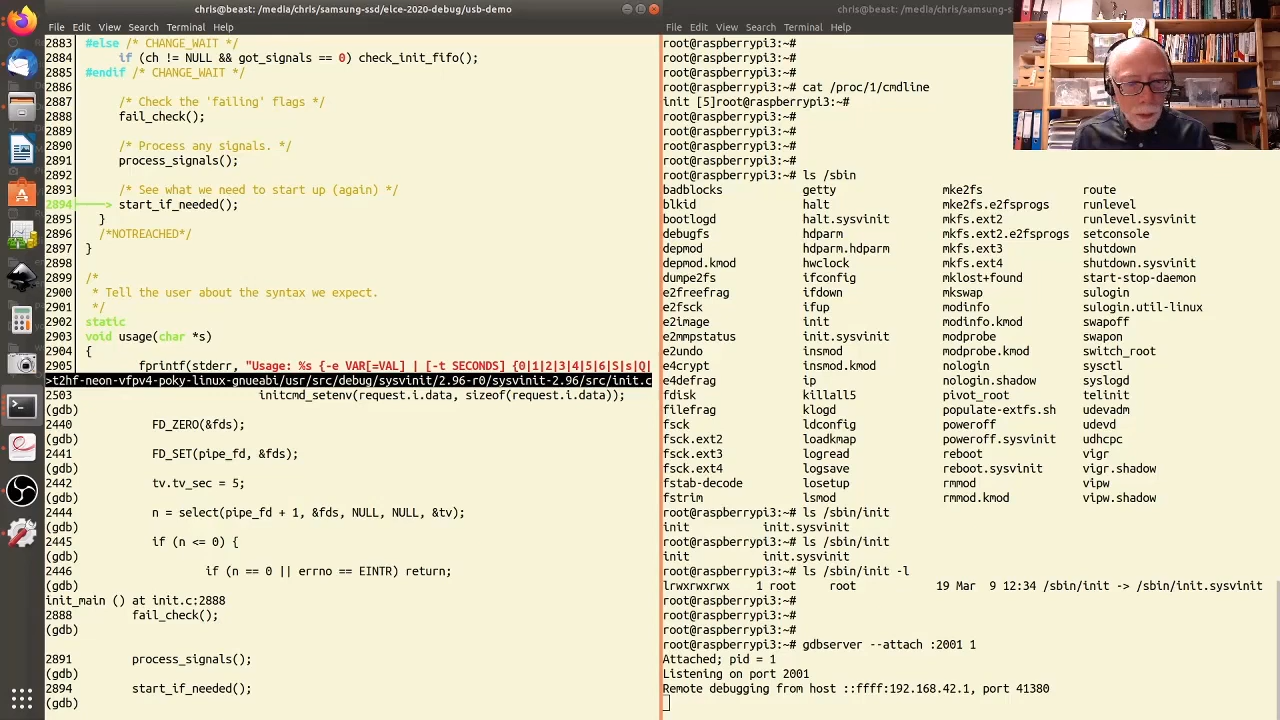 chris@beast: /media/chris/samsung-ssd/elce-2020-debug/usb-demo
File Edit View Search Terminal Help
2883 #else /* CHANGE_WAIT */
2884 if (ch != NULL && got_signals == 0) check_init_fifo();
2885 #endif /* CHANGE_WAIT */
2886
2887 /* Check the 'failing' flags */
2888 fail_check();
2889
2890 /* Process any signals. */
2891 process_signals();
2892
2893 /* See what we need to start up (again) */
2894 start_if_needed();
2895 }
2896 /*NOTREACHED*/
2897 }
2898
2899 /*
2900 * Tell the user about the syntax we expect.
2901 */
2902 static
2903 void usage(char *s)
2904 {
2905 fprintf(stderr, "Usage: %s {-e VAR[=VAL] | [-t SECONDS] {0|1|2|3|4|5|6|S|s|Q|
>t2hf-neon-vfpv4-poky-linux-gnueabi/usr/src/debug/sysvinit/2.96-r0/sysvinit-2.96/src/init.c
2503 initcmd_setenv(request.i.data, sizeof(request.i.data));
(gdb)
2440 FD_ZERO(&fds);
(gdb)
2441 FD_SET(pipe_fd, &fds);
(gdb)
2442 tv.tv_sec = 5;
(gdb)
2444 n = select(pipe_fd + 1, &fds, NULL, NULL, &tv);
(gdb)
2445 if (n <= 0) {
(gdb)
2446 if (n == 0 || errno == EINTR) return;
(gdb)
init_main () at init.c:2888
2888 fail_check();
(gdb)
2891 process_signals();
(gdb)
2894 start_if_needed();
(gdb)
chris@beast: /media/chris/samsung-ss
File Edit View Search Terminal Help
root@raspberrypi3:~#
root@raspberrypi3:~#
root@raspberrypi3:~#
root@raspberrypi3:~# cat /proc/1/cmdline
init [5]root@raspberrypi3:~#
root@raspberrypi3:~#
root@raspberrypi3:~#
root@raspberrypi3:~#
root@raspberrypi3:~#
root@raspberrypi3:~# ls /sbin
badblocks getty mke2fs route
blkid halt mke2fs.e2fsprogs runlevel
bootlogd halt.sysvinit mkfs.ext2 runlevel.sysvinit
debugfs hdparm mkfs.ext2.e2fsprogs setconsole
depmod hdparm.hdparm mkfs.ext3 shutdown
depmod.kmod hwclock mkfs.ext4 shutdown.sysvinit
dumpe2fs ifconfig mklost+found start-stop-daemon
e2freefrag ifdown mkswap sulogin
e2fsck ifup modinfo sulogin.util-linux
e2image init modinfo.kmod swapoff
e2mmpstatus init.sysvinit modprobe swapon
e2undo insmod modprobe.kmod switch_root
e4crypt insmod.kmod nologin sysctl
e4defrag ip nologin.shadow syslogd
fdisk killall5 pivot_root telinit
filefrag klogd populate-extfs.sh udevadm
fsck ldconfig poweroff udevd
fsck.ext2 loadkmap poweroff.sysvinit udhcpc
fsck.ext3 logread reboot vigr
fsck.ext4 logsave reboot.sysvinit vigr.shadow
fstab-decode losetup rmmod vipw
fstrim lsmod rmmod.kmod vipw.shadow
root@raspberrypi3:~# ls /sbin/init
init init.sysvinit
root@raspberrypi3:~# ls /sbin/init
init init.sysvinit
root@raspberrypi3:~# ls /sbin/init -l
lrwxrwxrwx 1 root root 19 Mar 9 12:34 /sbin/init -> /sbin/init.sysvinit
root@raspberrypi3:~#
root@raspberrypi3:~#
root@raspberrypi3:~#
root@raspberrypi3:~# gdbserver --attach :2001 1
Attached; pid = 1
Listening on port 2001
Remote debugging from host ::ffff:192.168.42.1, port 41380